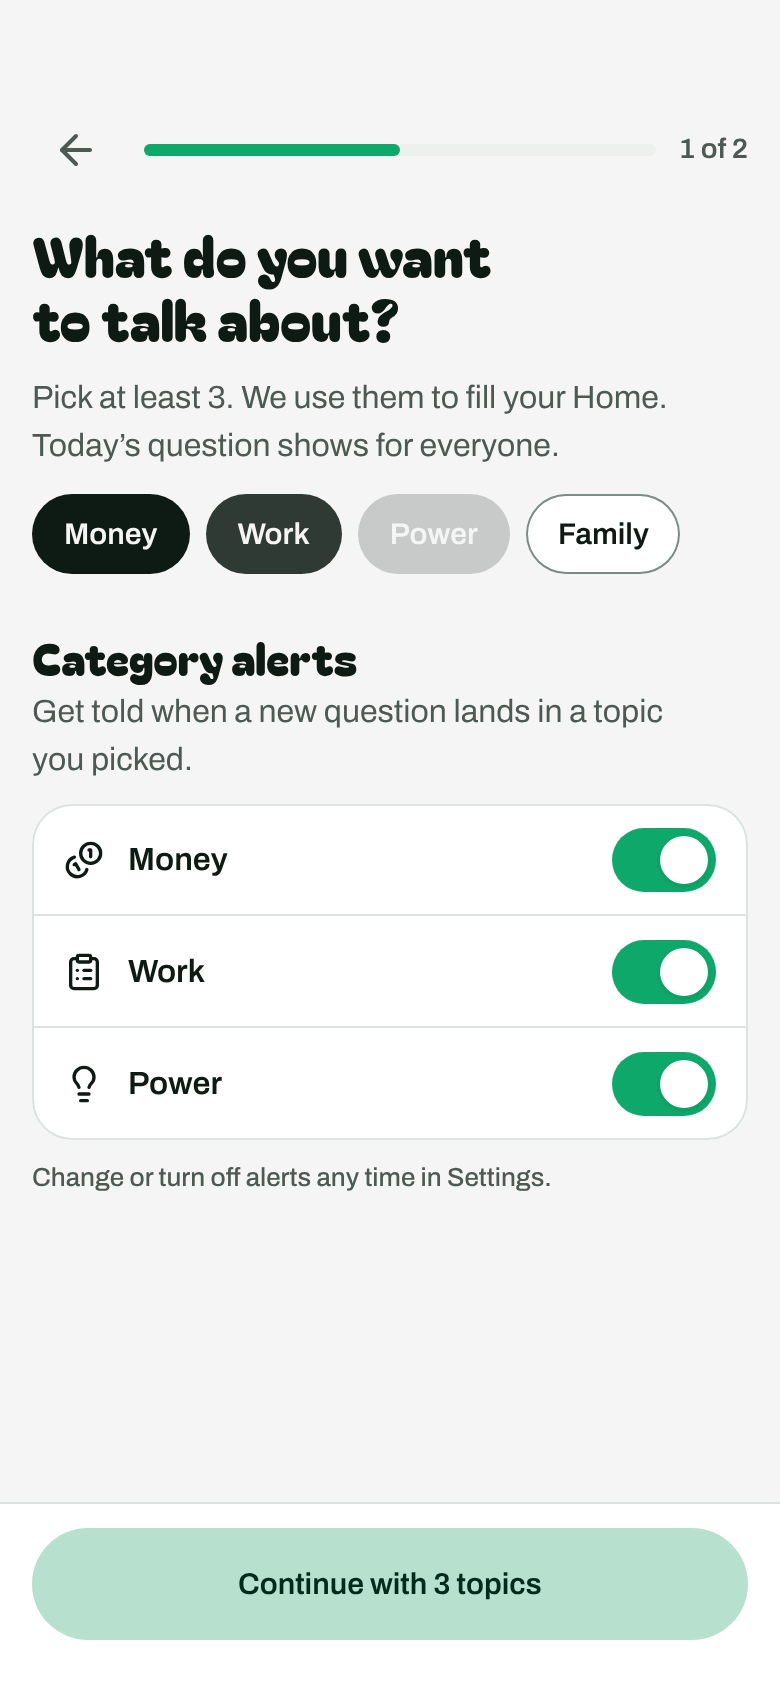 1 of 2
What do you want
to talk about?
Pick at least 3. We use them to fill your Home.
Today’s question shows for everyone.
Money
Work
Power
Family
Category alerts
Get told when a new question lands in a topic
you picked.
Money
Work
Power
Change or turn off alerts any time in Settings.
Continue with 3 topics